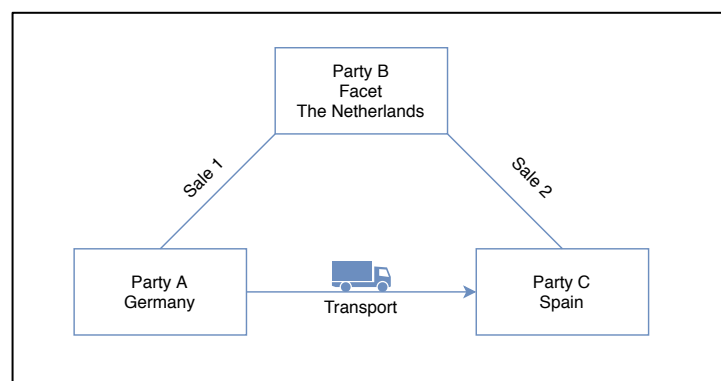 Party B
Facet
The Netherlands
Sale 1
Sale 2
Party A
Germany
Transport
Party C
Spain